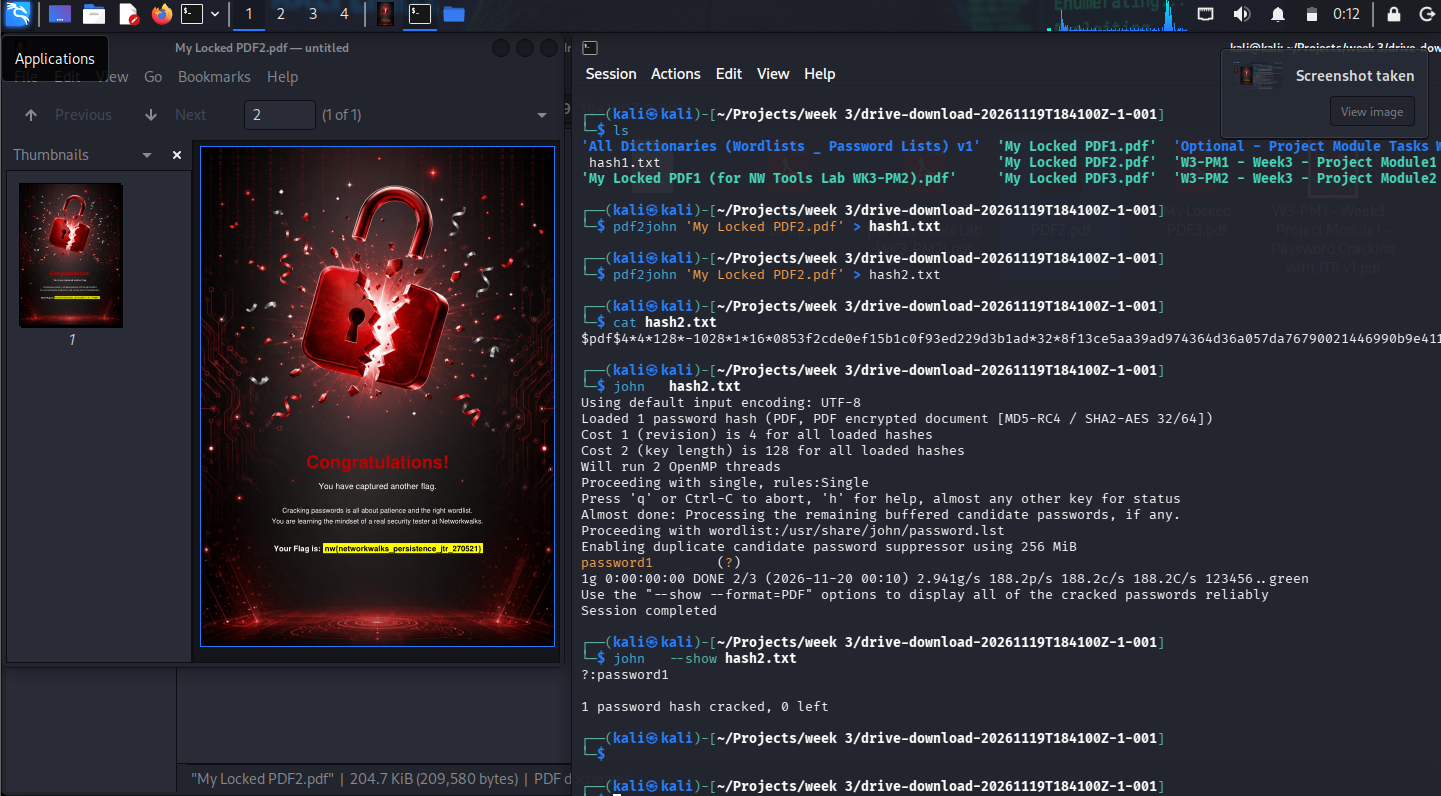 1 2 3 4
0:12
Applications
My Locked PDF2.pdf — untitled
File Edit View Go Bookmarks Help
Previous Next 2 (1 of 1)
Thumbnails
1
Congratulations!
You have captured another flag.
Cracking passwords is all about patience and the right wordlist.
You are learning the mindset of a real security tester at Networkwalks.
Your Flag is: nw{networkwalks_persistence_jtr_270521}
"My Locked PDF2.pdf" | 204.7 KiB (209,580 bytes) | PDF
kali@kali: ~/Projects/week 3/drive-dow
Session Actions Edit View Help
Screenshot taken
View image
┌──(kali㉿kali)-[~/Projects/week 3/drive-download-20261119T184100Z-1-001]
└─$ ls
'All Dictionaries (Wordlists _ Password Lists) v1' 'My Locked PDF1.pdf' 'Optional - Project Module Tasks W
hash1.txt 'My Locked PDF2.pdf' 'W3-PM1 - Week3 - Project Module1
'My Locked PDF1 (for NW Tools Lab WK3-PM2).pdf' 'My Locked PDF3.pdf' 'W3-PM2 - Week3 - Project Module2
┌──(kali㉿kali)-[~/Projects/week 3/drive-download-20261119T184100Z-1-001]
└─$ pdf2john 'My Locked PDF2.pdf' > hash1.txt
┌──(kali㉿kali)-[~/Projects/week 3/drive-download-20261119T184100Z-1-001]
└─$ pdf2john 'My Locked PDF2.pdf' > hash2.txt
┌──(kali㉿kali)-[~/Projects/week 3/drive-download-20261119T184100Z-1-001]
└─$ cat hash2.txt
$pdf$4*4*128*-1028*1*16*0853f2cde0ef15b1c0f93ed229d3b1ad*32*8f13ce5aa39ad974364d36a057da76790021446990b9e411
┌──(kali㉿kali)-[~/Projects/week 3/drive-download-20261119T184100Z-1-001]
└─$ john hash2.txt
Using default input encoding: UTF-8
Loaded 1 password hash (PDF, PDF encrypted document [MD5-RC4 / SHA2-AES 32/64])
Cost 1 (revision) is 4 for all loaded hashes
Cost 2 (key length) is 128 for all loaded hashes
Will run 2 OpenMP threads
Proceeding with single, rules:Single
Press 'q' or Ctrl-C to abort, 'h' for help, almost any other key for status
Almost done: Processing the remaining buffered candidate passwords, if any.
Proceeding with wordlist:/usr/share/john/password.lst
Enabling duplicate candidate password suppressor using 256 MiB
password1 (?)
1g 0:00:00:00 DONE 2/3 (2026-11-20 00:10) 2.941g/s 188.2p/s 188.2c/s 188.2C/s 123456..green
Use the "--show --format=PDF" options to display all of the cracked passwords reliably
Session completed
┌──(kali㉿kali)-[~/Projects/week 3/drive-download-20261119T184100Z-1-001]
└─$ john --show hash2.txt
?:password1
1 password hash cracked, 0 left
┌──(kali㉿kali)-[~/Projects/week 3/drive-download-20261119T184100Z-1-001]
└─$
┌──(kali㉿kali)-[~/Projects/week 3/drive-download-20261119T184100Z-1-001]